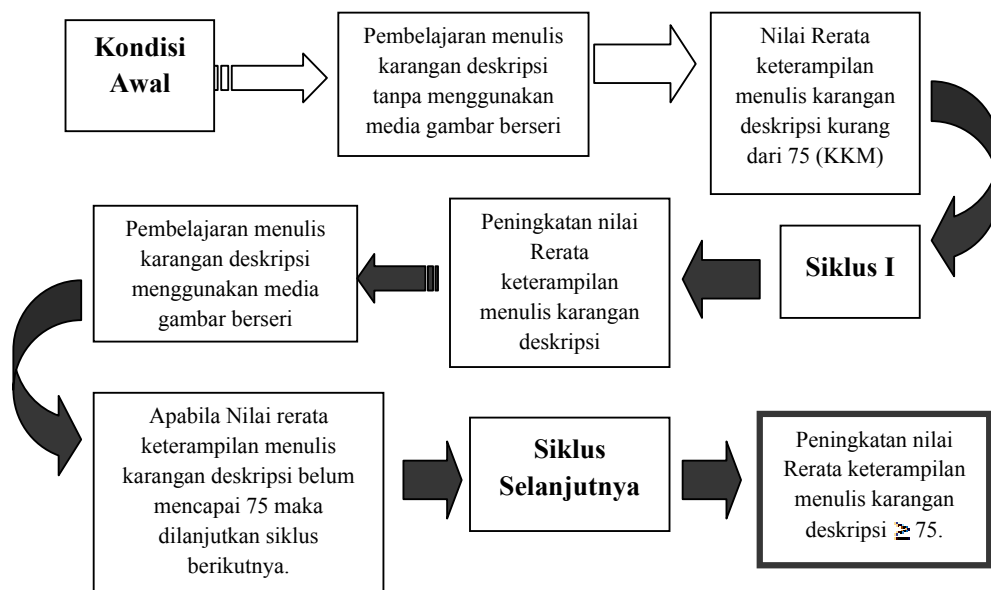 Kondisi
Awal
Pembelajaran menulis
karangan deskripsi
tanpa menggunakan
media gambar berseri
Nilai Rerata
keterampilan
menulis karangan
deskripsi kurang
dari 75 (KKM)
Siklus I
Peningkatan nilai
Rerata
keterampilan
menulis karangan
deskripsi
Pembelajaran menulis
karangan deskripsi
menggunakan media
gambar berseri
Apabila Nilai rerata
keterampilan menulis
karangan deskripsi belum
mencapai 75 maka
dilanjutkan siklus
berikutnya.
Siklus
Selanjutnya
Peningkatan nilai
Rerata keterampilan
menulis karangan
deskripsi ≥ 75.